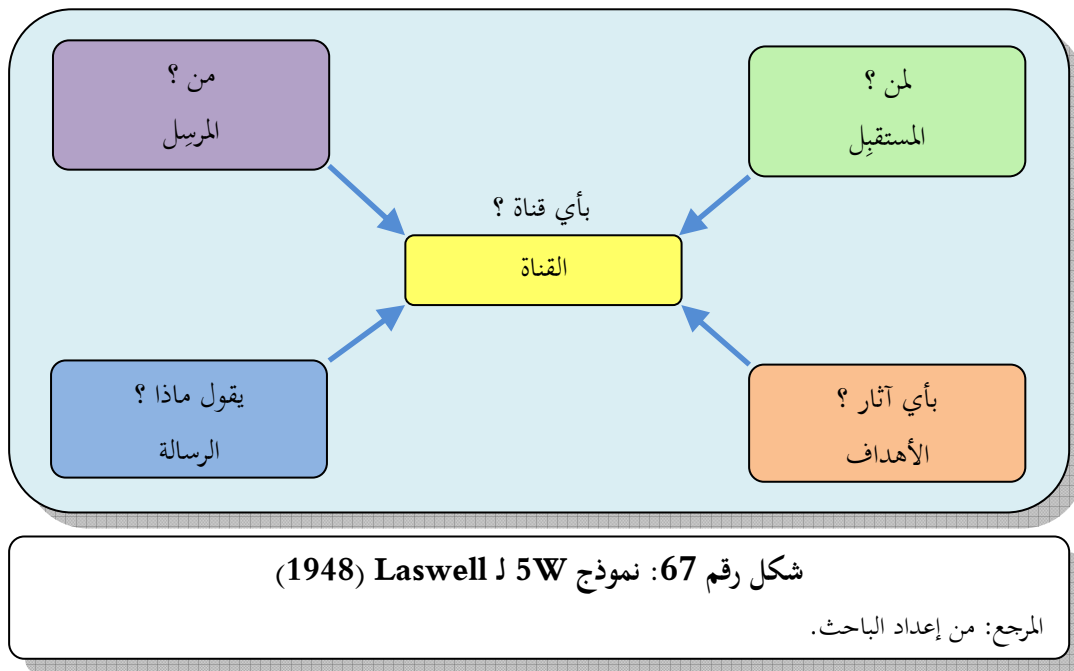 لمن ؟
المستقبِل
من ؟
المرسِل
بأي قناة ؟
القناة
بأي آثار ؟
الأهداف
يقول ماذا ؟
الرسالة
شكل رقم 67: نموذج 5W لـ Laswell (1948)
المرجع: من إعداد الباحث.